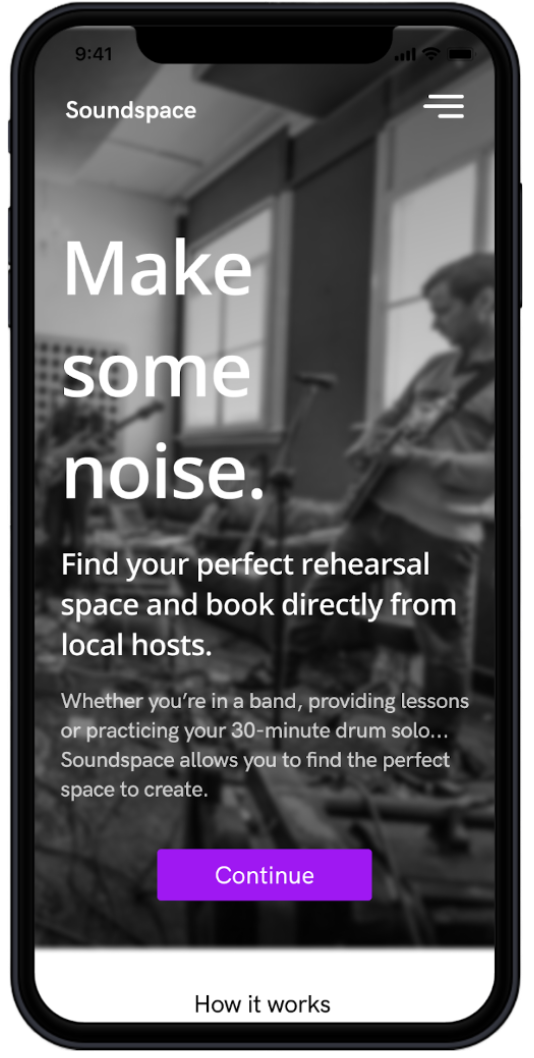 9:41
Soundspace
Make
some
noise.
Find your perfect rehearsal
space and book directly from
local hosts.
Whether you’re in a band, providing lessons
or practicing your 30-minute drum solo...
Soundspace allows you to find the perfect
space to create.
Continue
How it works